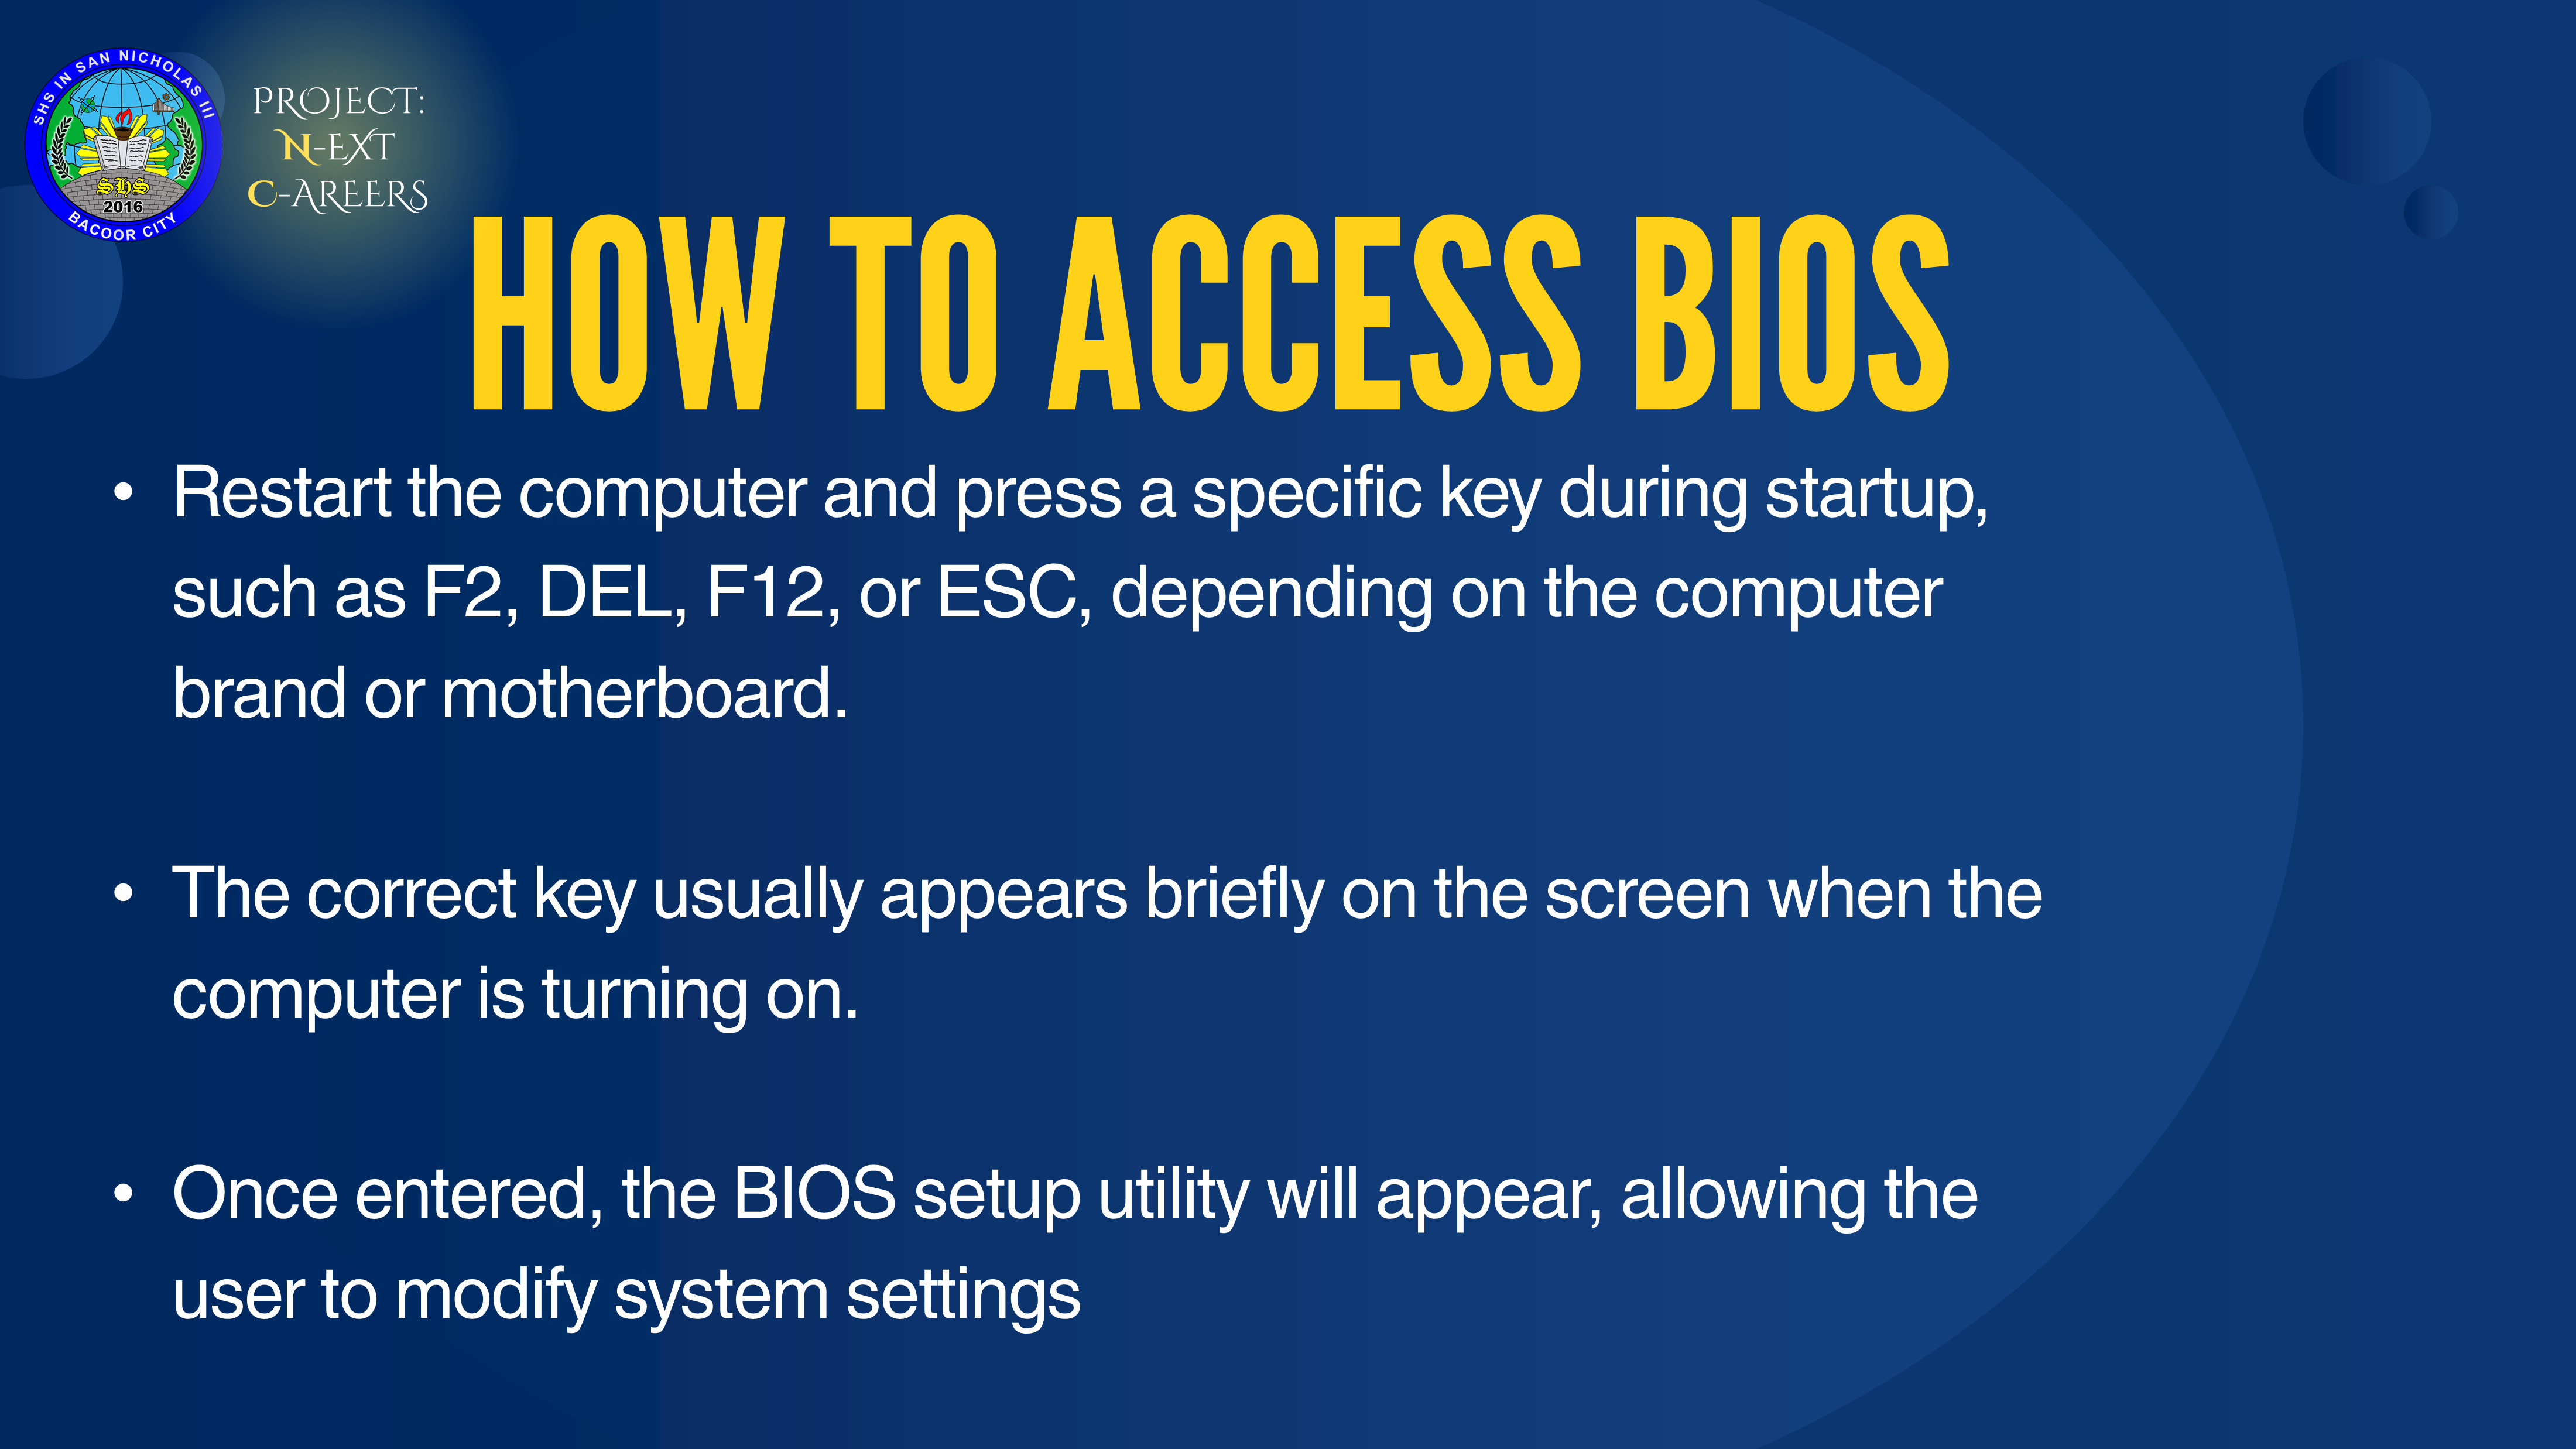 SHS IN SAN NICHOLAS III
SHS
2016
BACOOR CITY
PROJECT:
N-EXT
C-AREERS
HOW TO ACCESS BIOS
• Restart the computer and press a specific key during startup,
such as F2, DEL, F12, or ESC, depending on the computer
brand or motherboard.
• The correct key usually appears briefly on the screen when the
computer is turning on.
• Once entered, the BIOS setup utility will appear, allowing the
user to modify system settings